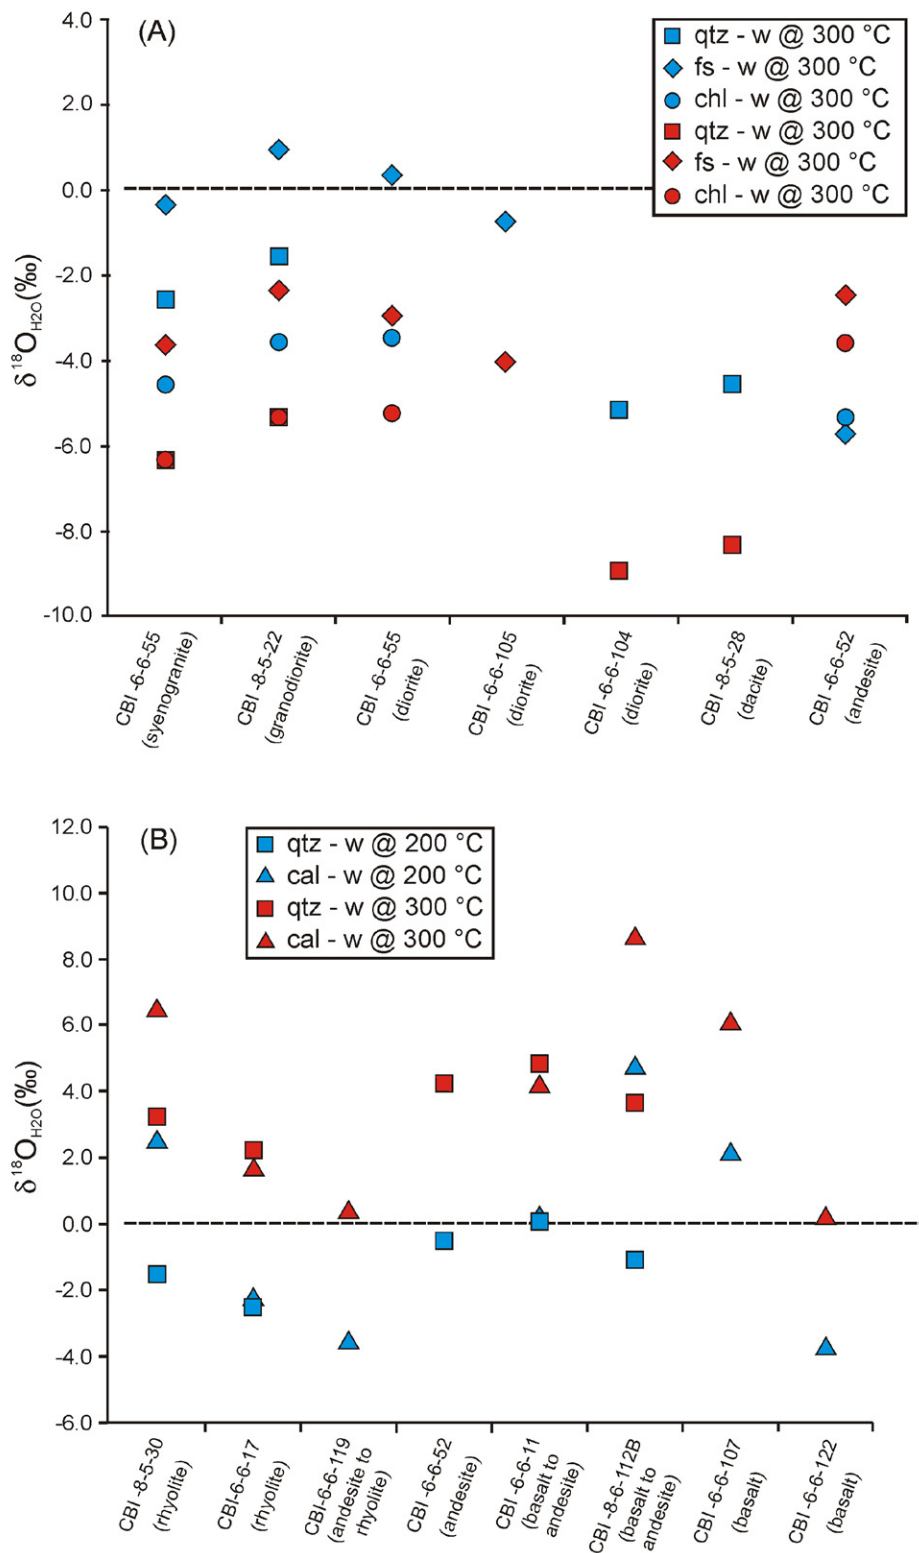 (A)
qtz - w @ 300 °C
fs - w @ 300 °C
chl - w @ 300 °C
qtz - w @ 300 °C
fs - w @ 300 °C
chl - w @ 300 °C
4.0
2.0
0.0
-2.0
-4.0
-6.0
-8.0
-10.0
δ18OH2O(‰)
CBI -6-6-55
(syenogranite)
CBI -8-5-22
(granodiorite)
CBI -6-6-55
(diorite)
CBI -6-6-105
(diorite)
CBI -6-6-104
(diorite)
CBI -8-5-28
(dacite)
CBI -6-6-52
(andesite)
(B)
qtz - w @ 200 °C
cal - w @ 200 °C
qtz - w @ 300 °C
cal - w @ 300 °C
12.0
10.0
8.0
6.0
4.0
2.0
0.0
-2.0
-4.0
-6.0
δ18OH2O(‰)
CBI -8-5-30
(rhyolite)
CBI-6-6-17
(rhyolite)
CBI-6-6-119
(andesite to
rhyolite)
CBI -6-6-52
(andesite)
CBI -6-6-11
(basalt to
andesite)
CBI -8-6-112B
(basalt to
andesite)
CBI -6-6-107
(basalt)
CBI -6-6-122
(basalt)